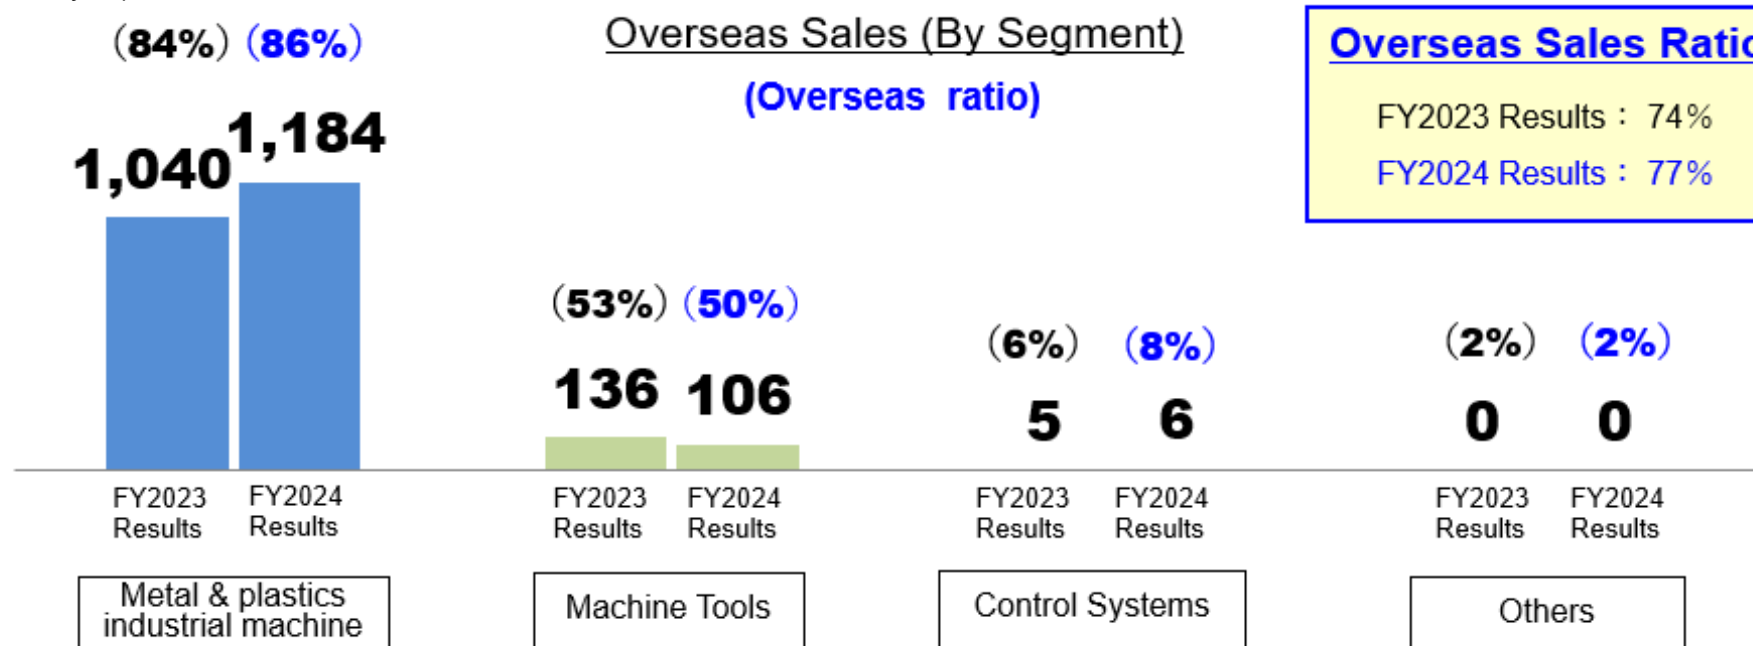 Overseas Sales (By Segment)
(Overseas ratio)
Overseas Sales Ratio
FY2023 Results : 74%
FY2024 Results : 77%
(84%) (86%)
1,040 1,184
(53%) (50%)
136 106
(6%) (8%)
5 6
(2%) (2%)
0 0
FY2023 Results
FY2024 Results
FY2023 Results
FY2024 Results
FY2023 Results
FY2024 Results
FY2023 Results
FY2024 Results
Metal & plastics
industrial machine
Machine Tools
Control Systems
Others